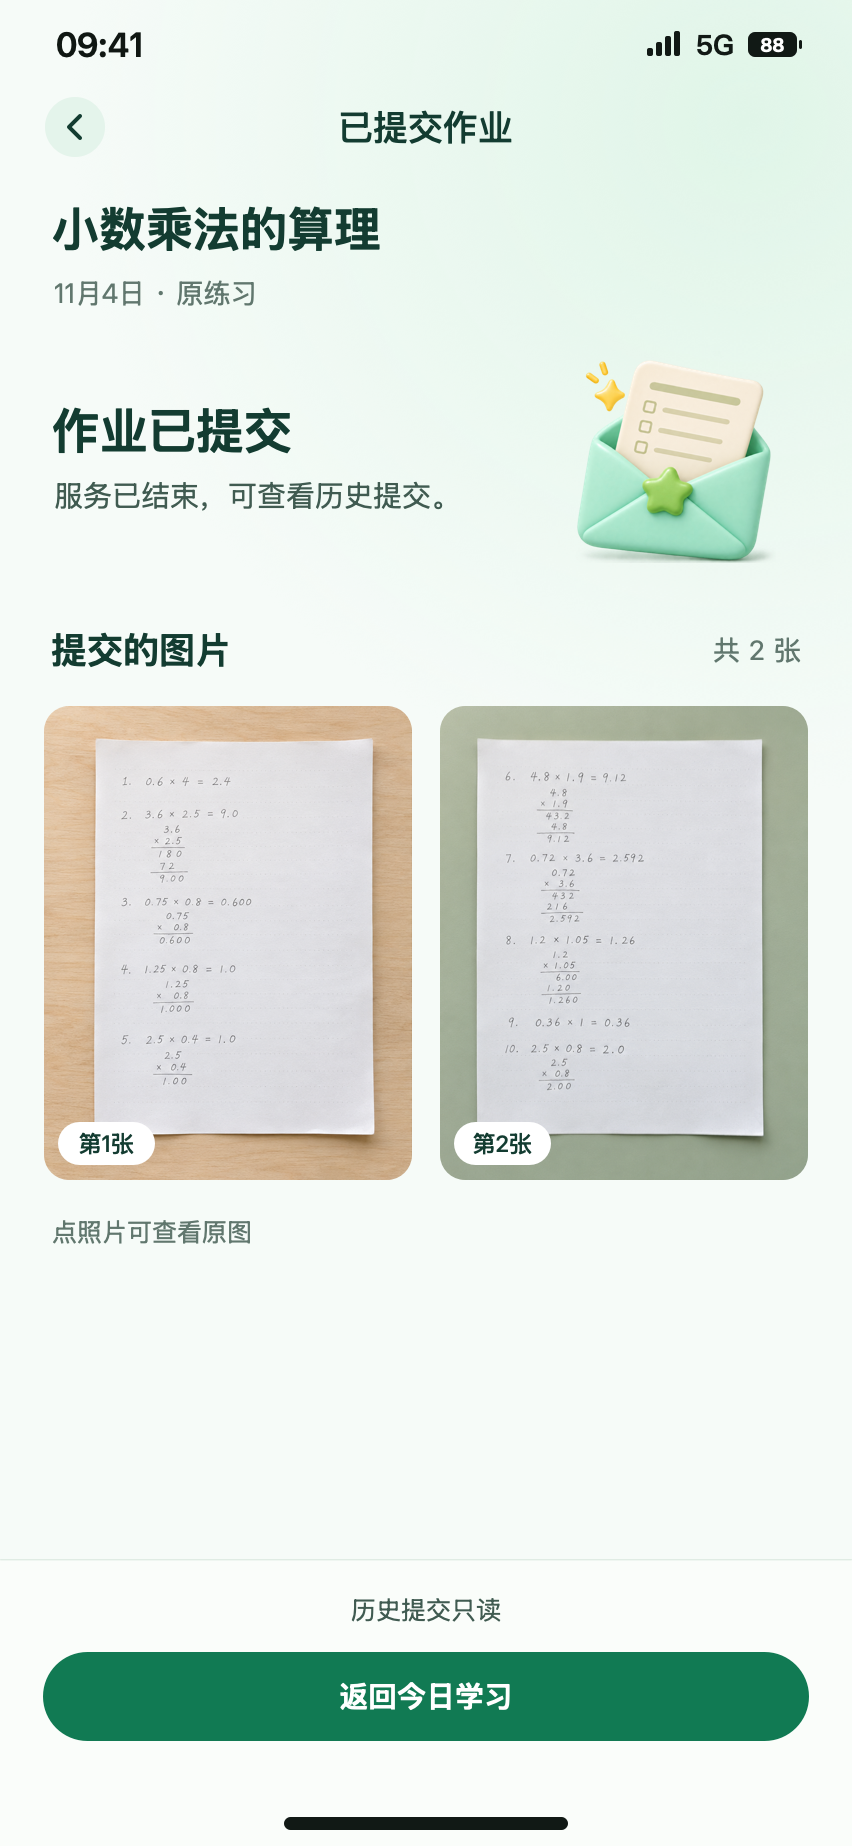 09:41
5G 88
已提交作业
小数乘法的算理
11月4日 · 原练习
作业已提交
服务已结束，可查看历史提交。
提交的图片
共 2 张
1. 0.6 × 4 = 2.4
2. 3.6 × 2.5 = 9.0
3.6
× 2.5
180
72
9.00
3. 0.75 × 0.8 = 0.600
0.75
× 0.8
0.600
4. 1.25 × 0.8 = 1.0
1.25
× 0.8
1.000
5. 2.5 × 0.4 = 1.0
2.5
× 0.4
1.00
第1张
6. 4.8 × 1.9 = 9.12
4.8
× 1.9
432
4.8
9.12
7. 0.72 × 3.6 = 2.592
0.72
× 3.6
432
216
2.592
8. 1.2 × 1.05 = 1.26
1.2
× 1.05
6.00
1.20
1.260
9. 0.36 × 1 = 0.36
10. 2.5 × 0.8 = 2.0
2.5
× 0.8
2.00
第2张
点照片可查看原图
历史提交只读
返回今日学习